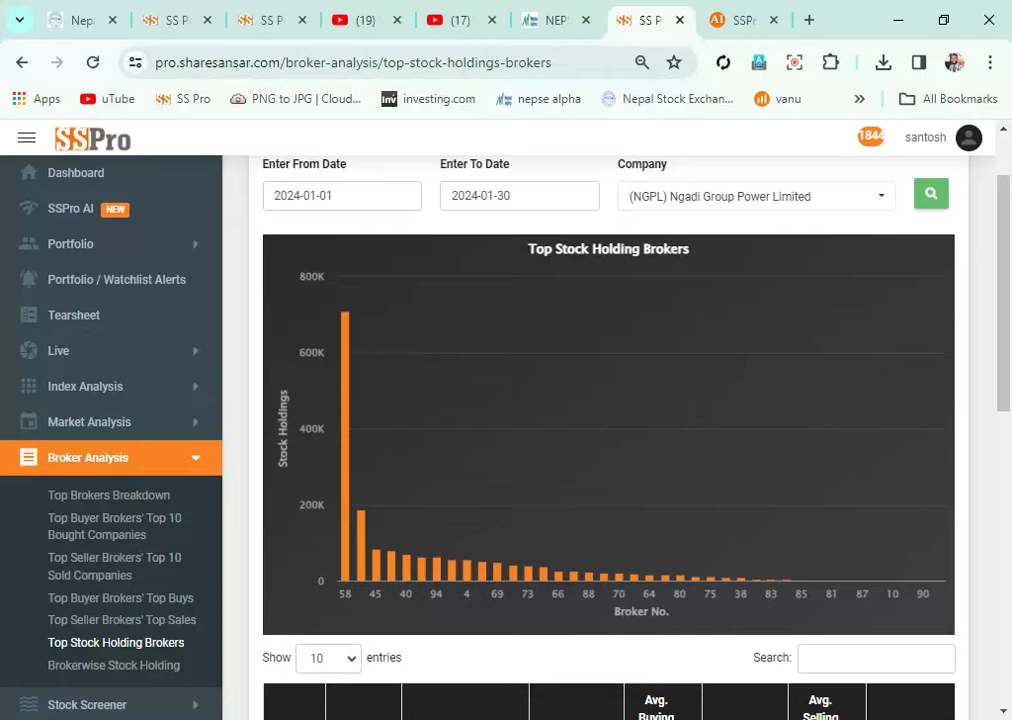 Nep
SS P
SS P
(19)
(17)
NEP
SS P
AI SSPr
pro.sharesansar.com/broker-analysis/top-stock-holdings-brokers
Apps
uTube
SS Pro
PNG to JPG | Cloud...
Inv investing.com
nepse alpha
Nepal Stock Exchan...
vanu
All Bookmarks
SSPro
1844
santosh
Dashboard
SSPro AI NEW
Portfolio
Portfolio / Watchlist Alerts
Tearsheet
Live
Index Analysis
Market Analysis
Broker Analysis
Top Brokers Breakdown
Top Buyer Brokers' Top 10
Bought Companies
Top Seller Brokers' Top 10
Sold Companies
Top Buyer Brokers' Top Buys
Top Seller Brokers' Top Sales
Top Stock Holding Brokers
Brokerwise Stock Holding
Stock Screener
Enter From Date
Enter To Date
Company
2024-01-01
2024-01-30
(NGPL) Ngadi Group Power Limited
Top Stock Holding Brokers
800K
600K
400K
200K
0
Stock Holdings
58 45 40 94 4 69 73 66 88 70 64 80 75 38 83 85 81 87 10 90
Broker No.
Show 10 entries
Search:
Avg.
Buying
Avg.
Selling